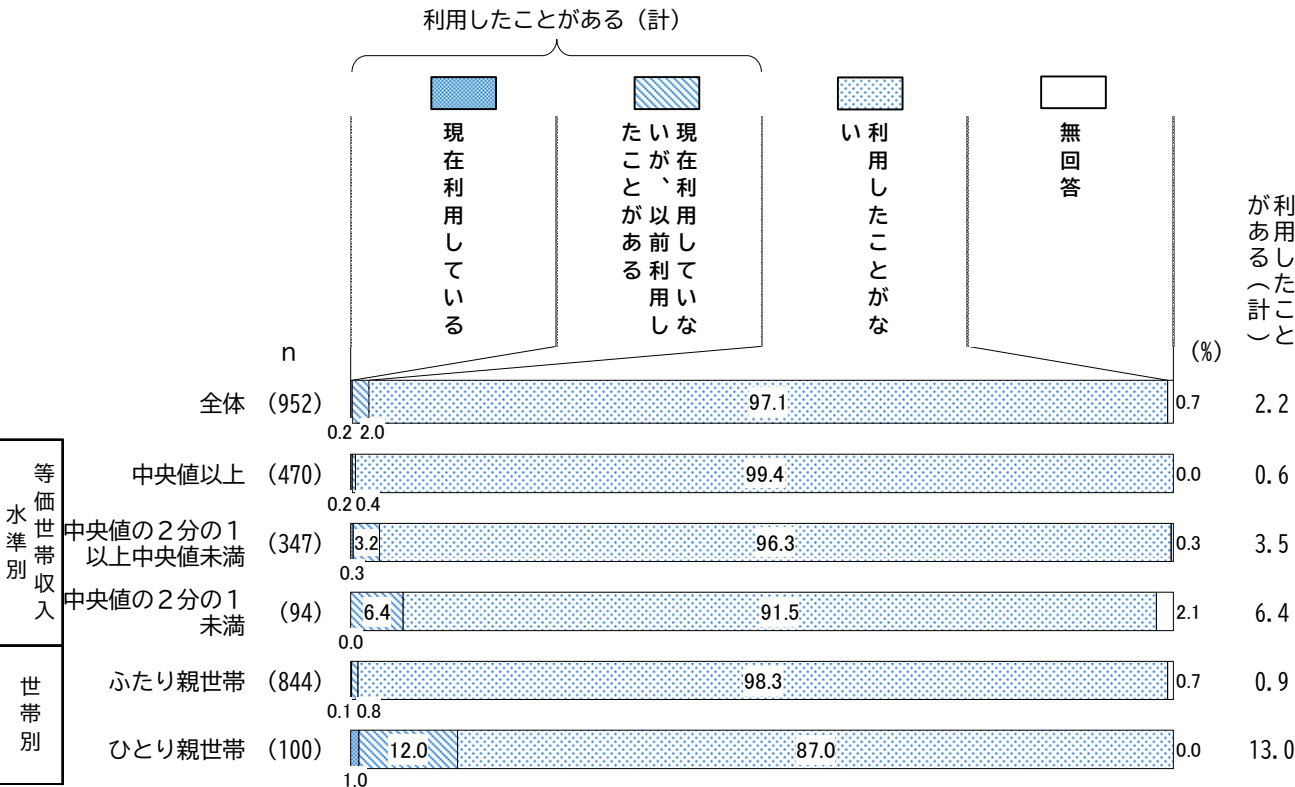 利用したことがある（計）
現在利用している
現在利用していな
いが、以前利用し
たことがある
利用したことがな
い
無回答
利用したこと
がある（計）
n
(%)
全体 (952) 0.2 2.0 97.1 0.7 2.2
等価世帯収入
水準別
中央値以上 (470) 0.2 0.4 99.4 0.0 0.6
中央値の２分の１
以上中央値未満 (347) 0.3 3.2 96.3 0.3 3.5
中央値の２分の１
未満 (94) 0.0 6.4 91.5 2.1 6.4
世帯別
ふたり親世帯 (844) 0.1 0.8 98.3 0.7 0.9
ひとり親世帯 (100) 1.0 12.0 87.0 0.0 13.0